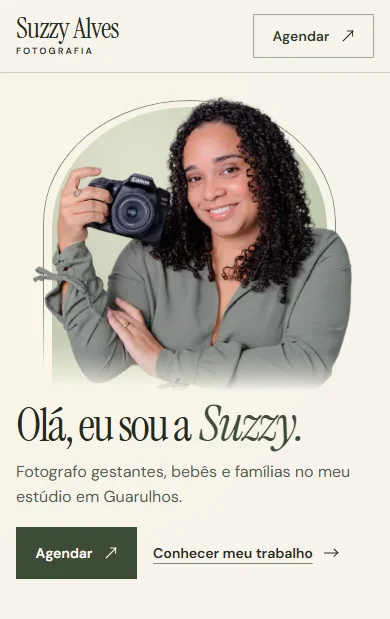 Suzzy Alves
FOTOGRAFIA
Agendar
Canon
Olá, eu sou a Suzzy.
Fotografo gestantes, bebês e famílias no meu
estúdio em Guarulhos.
Agendar
Conhecer meu trabalho